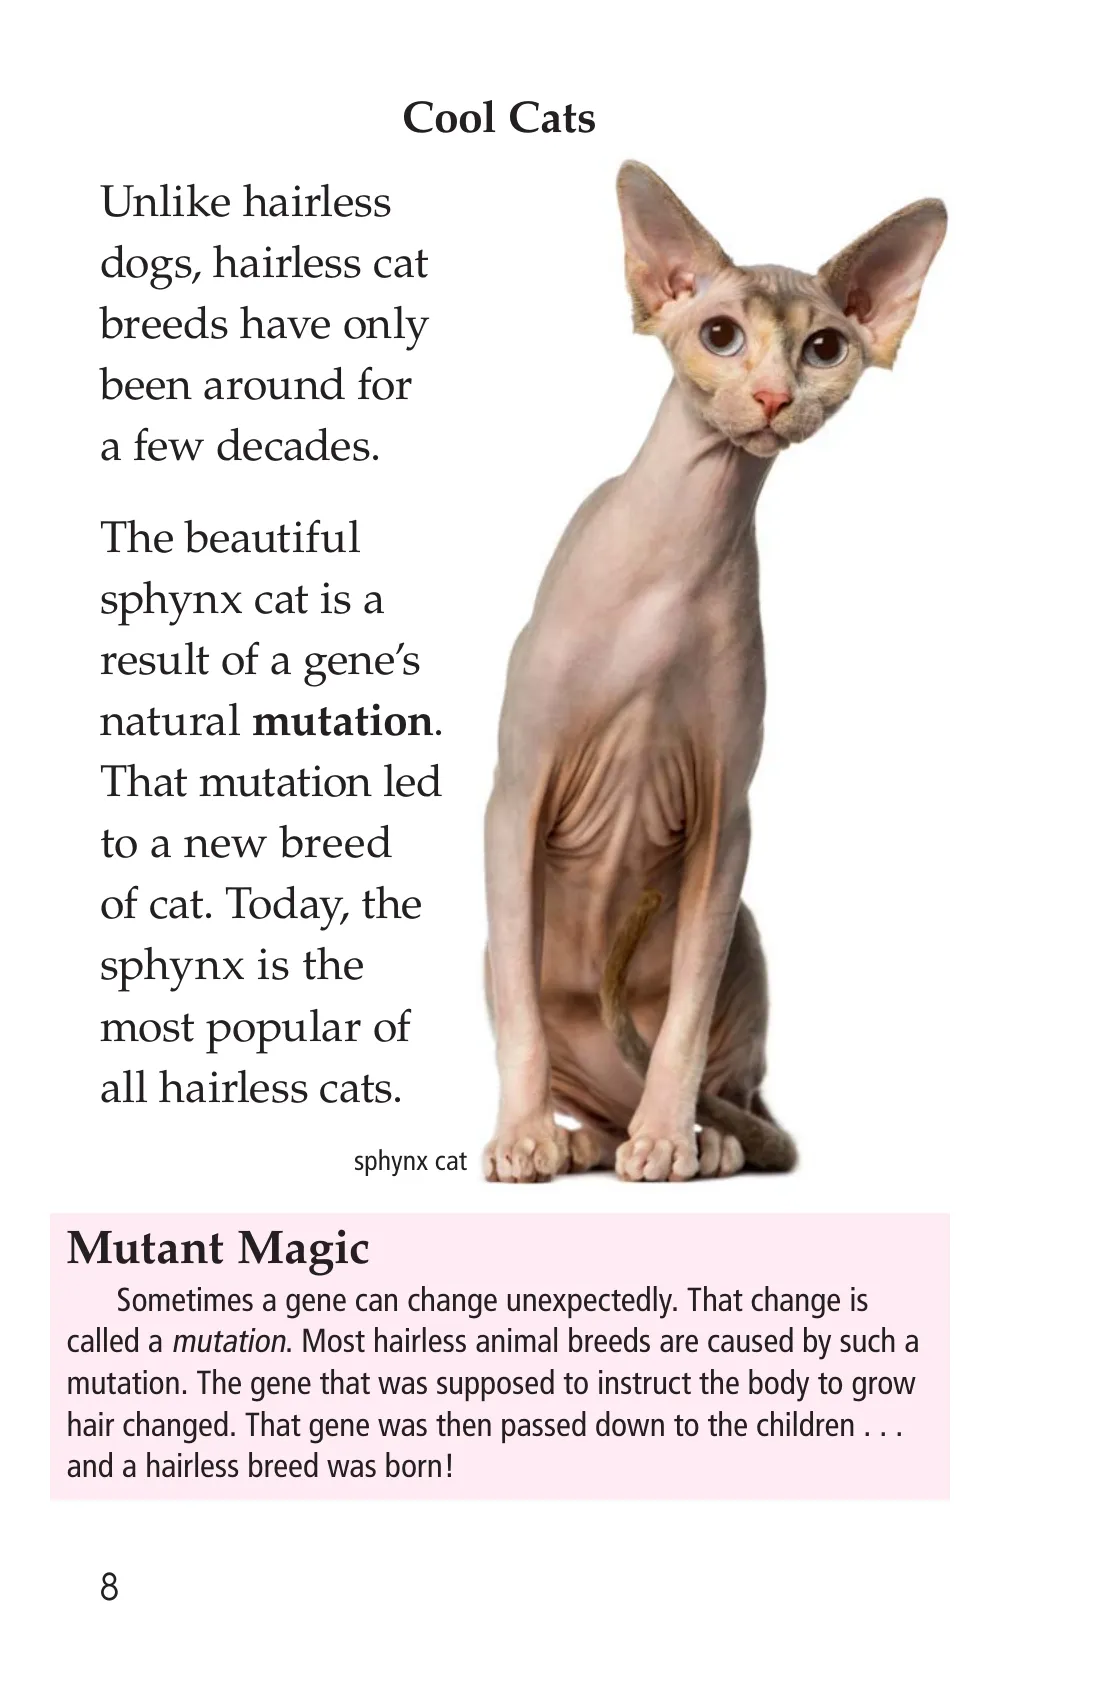 Cool Cats
Unlike hairless
dogs, hairless cat
breeds have only
been around for
a few decades.
The beautiful
sphynx cat is a
result of a gene’s
natural mutation.
That mutation led
to a new breed
of cat. Today, the
sphynx is the
most popular of
all hairless cats.
sphynx cat
Mutant Magic
Sometimes a gene can change unexpectedly. That change is
called a mutation. Most hairless animal breeds are caused by such a
mutation. The gene that was supposed to instruct the body to grow
hair changed. That gene was then passed down to the children . . .
and a hairless breed was born!
8